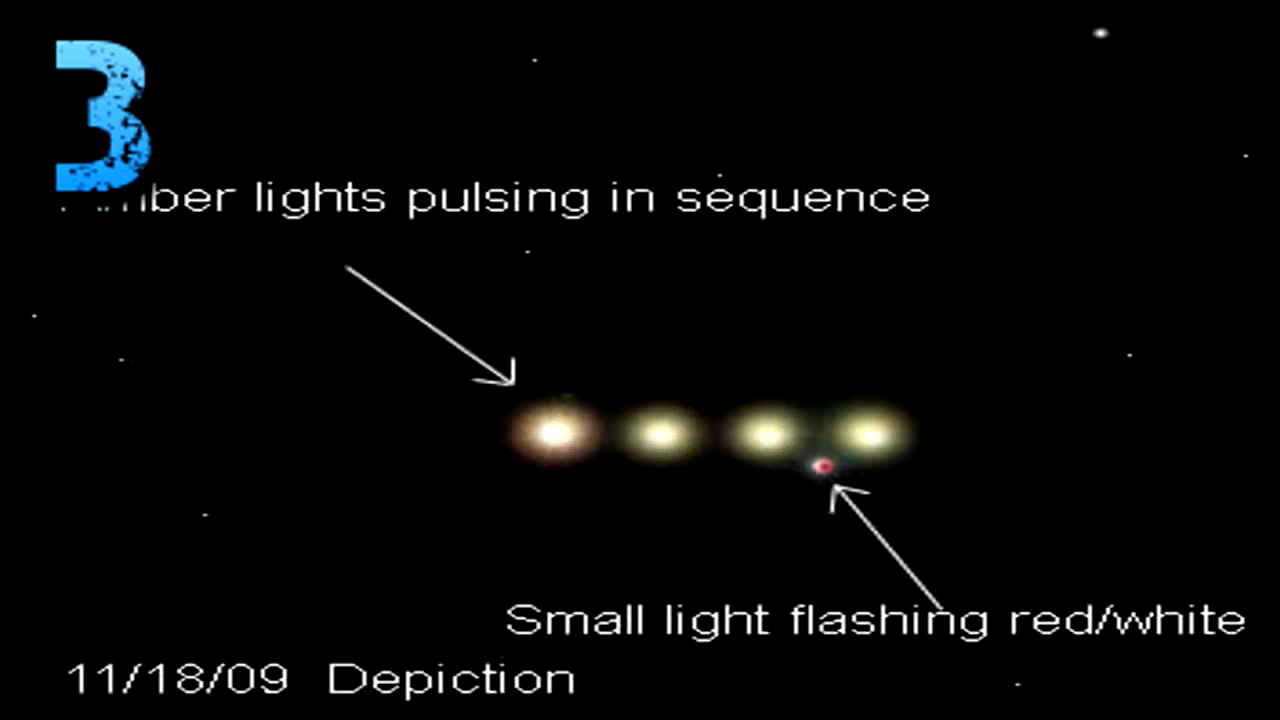 3
lights pulsing in sequence
Small light flashing red/white
11/18/09 Depiction